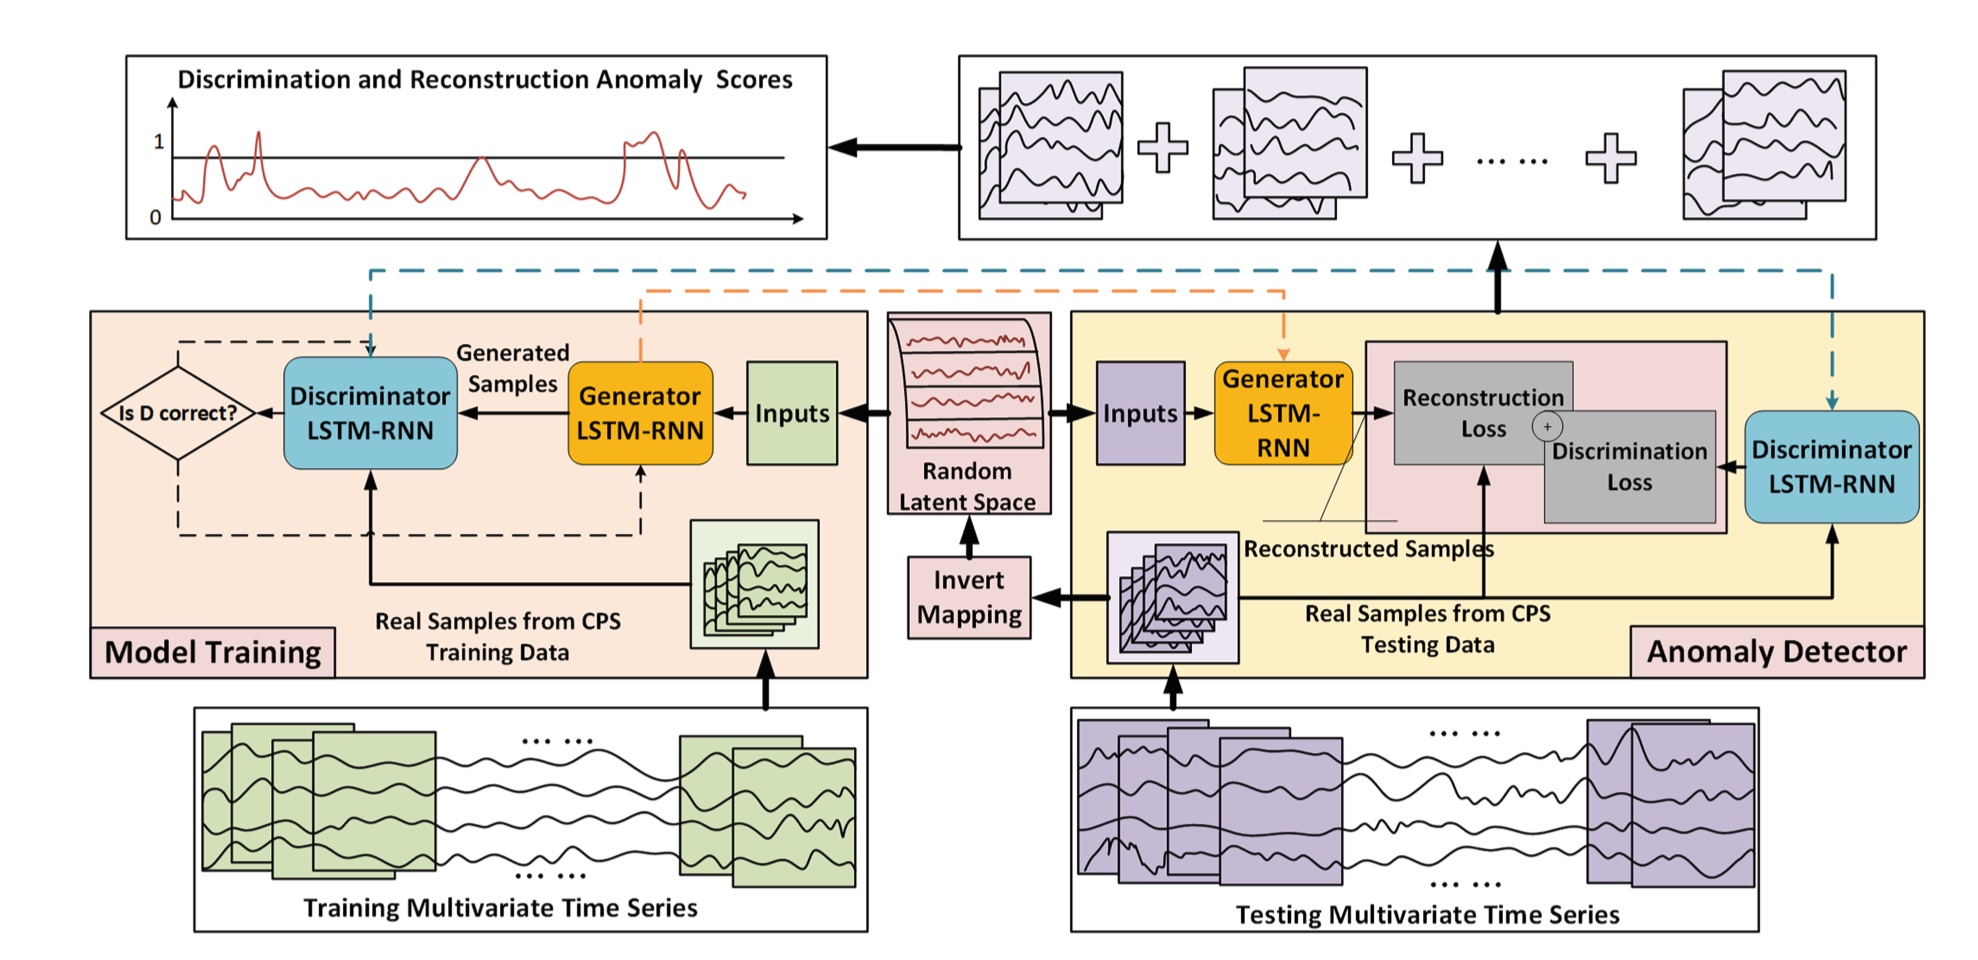 Discrimination and Reconstruction Anomaly Scores
1
0
... ...
Generated
Samples
Is D correct?
Discriminator
LSTM-RNN
Generator
LSTM-RNN
Inputs
Random
Latent Space
Invert
Mapping
Real Samples from CPS
Training Data
Model Training
Inputs
Generator
LSTM-
RNN
Reconstruction
Loss
+
Discrimination
Loss
Discriminator
LSTM-RNN
Reconstructed Samples
Real Samples from CPS
Testing Data
Anomaly Detector
... ...
... ...
Training Multivariate Time Series
... ...
... ...
Testing Multivariate Time Series